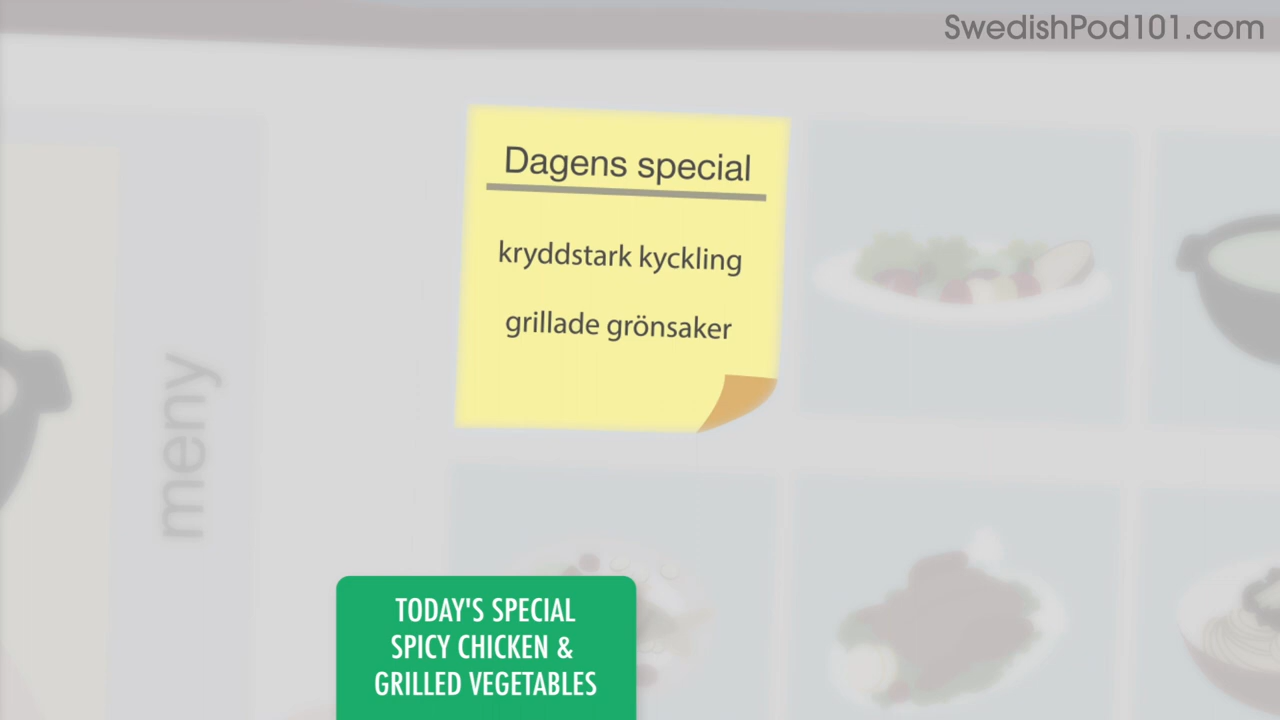 SwedishPod101.com
Dagens special
kryddstark kyckling
grillade grönsaker
meny
TODAY'S SPECIAL
SPICY CHICKEN &
GRILLED VEGETABLES